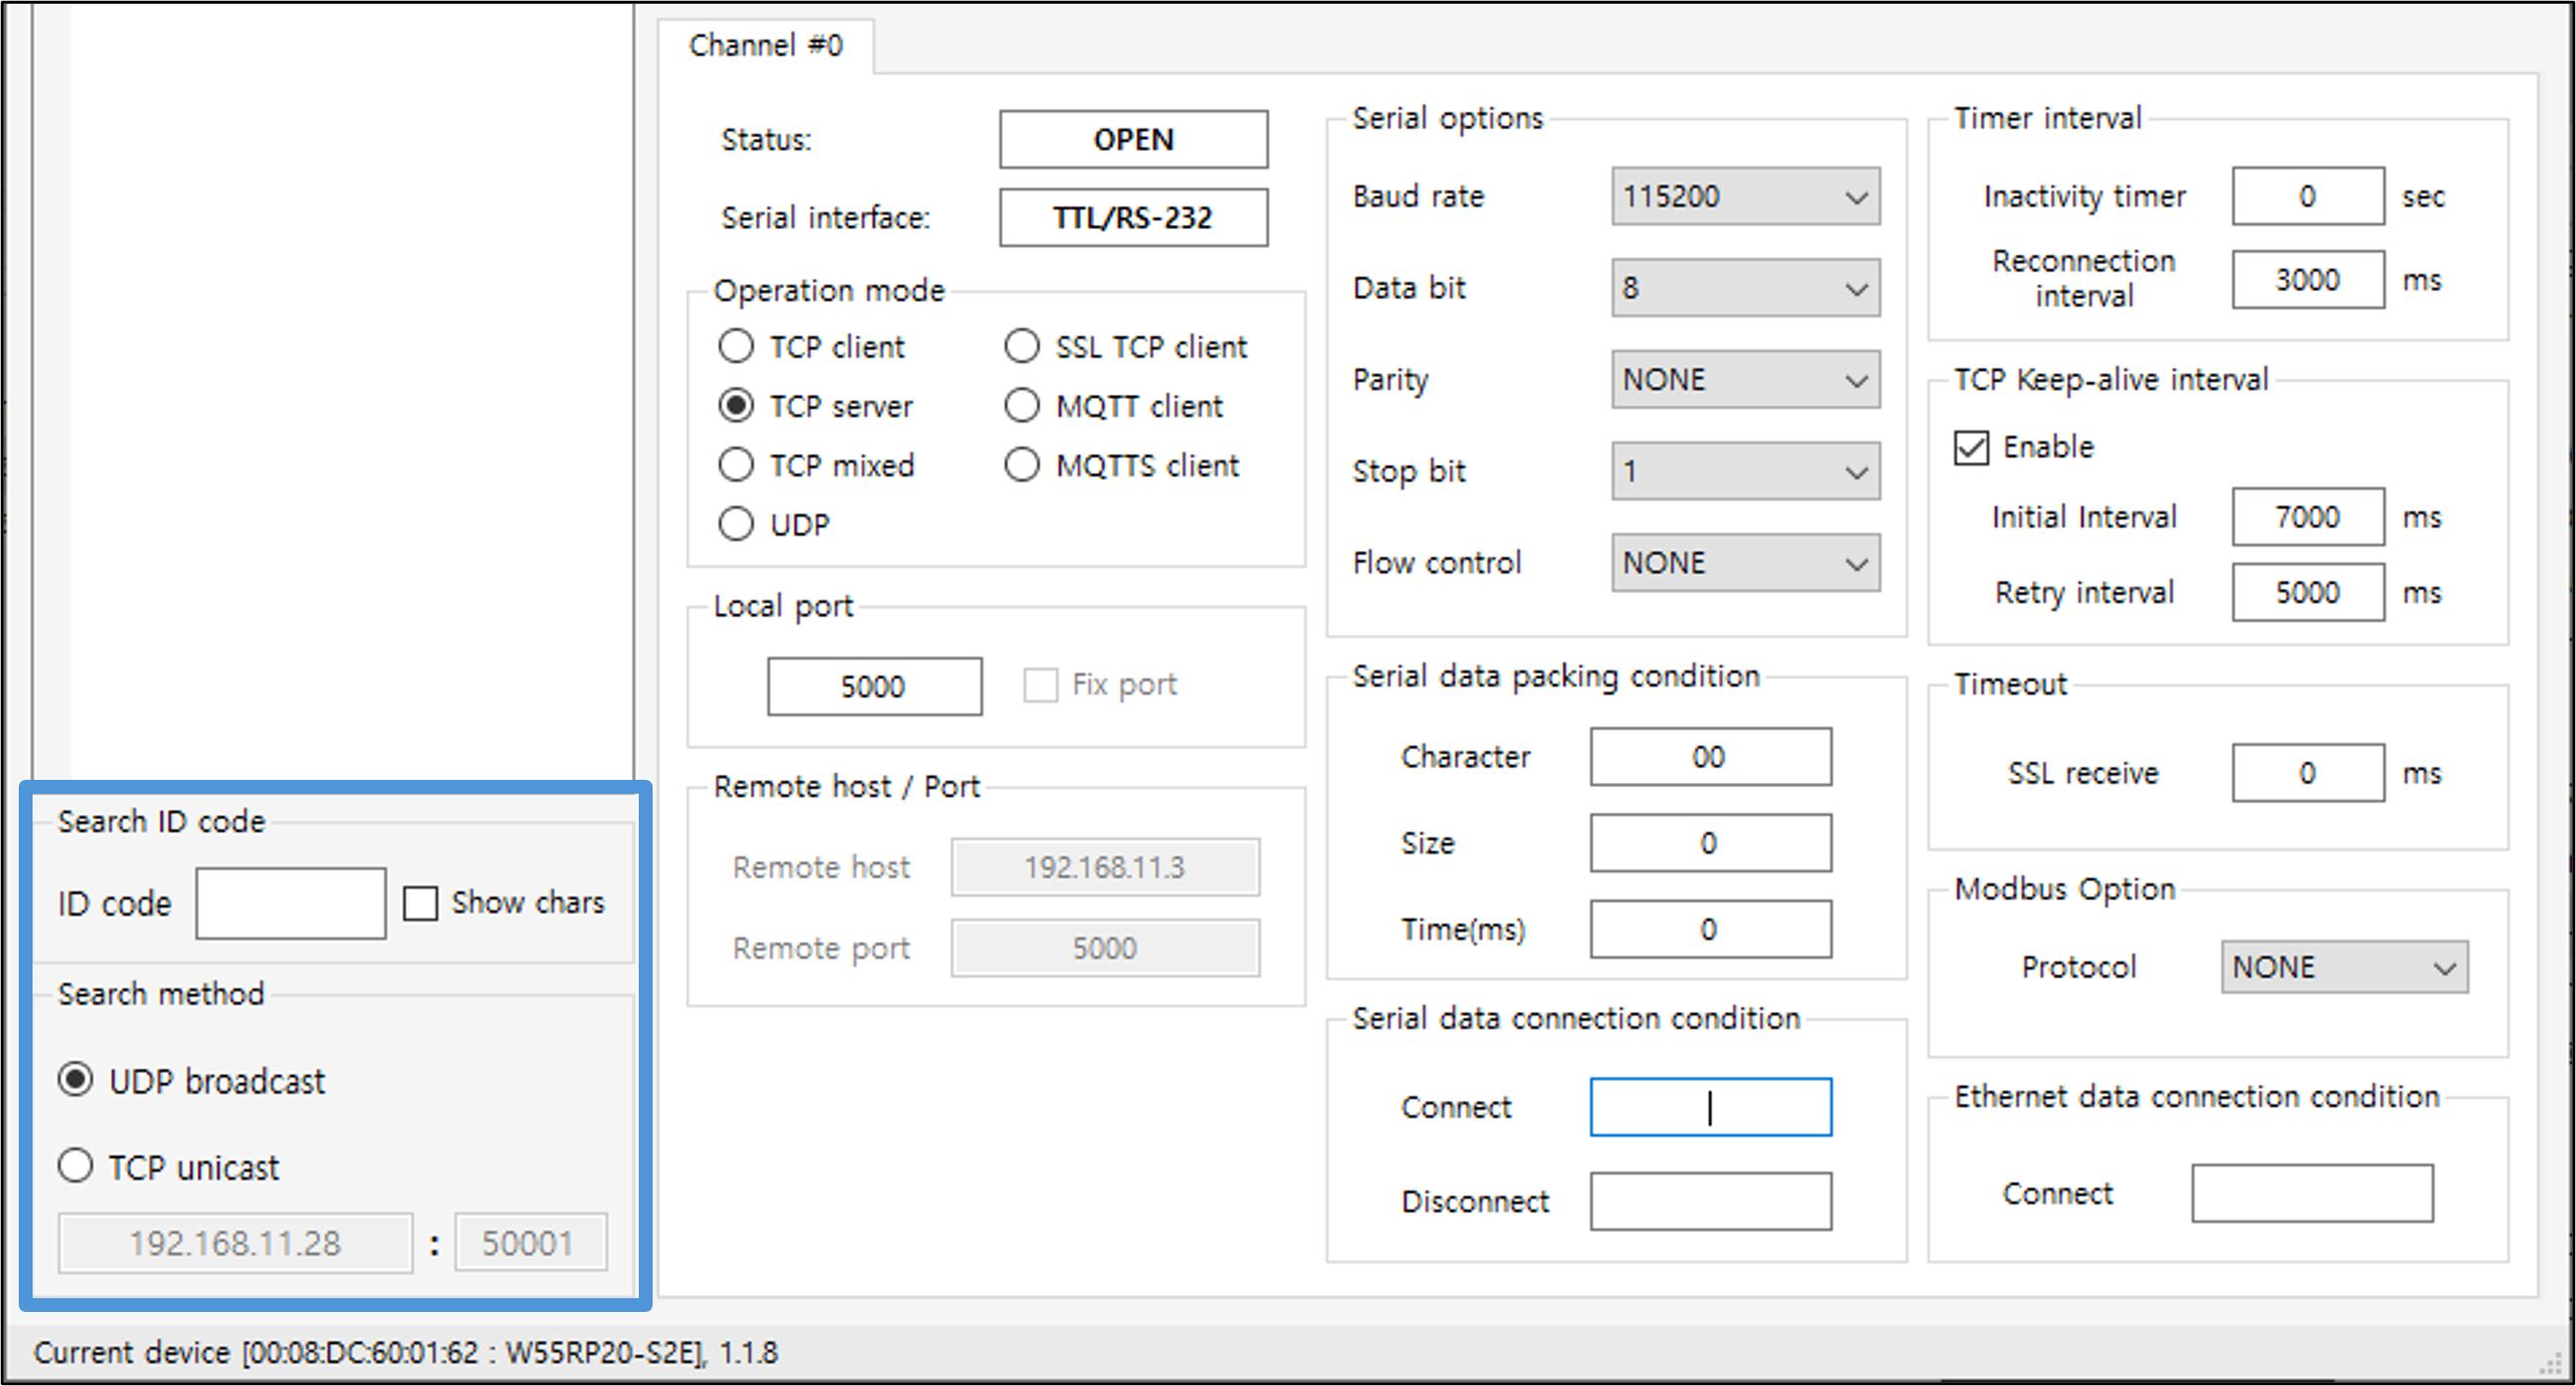 Channel #0
Status: OPEN
Serial interface: TTL/RS-232
Operation mode
TCP client SSL TCP client
TCP server MQTT client
TCP mixed MQTTS client
UDP
Local port
5000 Fix port
Remote host / Port
Remote host 192.168.11.3
Remote port 5000
Serial options
Baud rate 115200
Data bit 8
Parity NONE
Stop bit 1
Flow control NONE
Serial data packing condition
Character 00
Size 0
Time(ms) 0
Serial data connection condition
Connect
Disconnect
Timer interval
Inactivity timer 0 sec
Reconnection
interval 3000 ms
TCP Keep-alive interval
Enable
Initial Interval 7000 ms
Retry interval 5000 ms
Timeout
SSL receive 0 ms
Modbus Option
Protocol NONE
Ethernet data connection condition
Connect
Search ID code
ID code Show chars
Search method
UDP broadcast
TCP unicast
192.168.11.28 : 50001
Current device [00:08:DC:60:01:62 : W55RP20-S2E], 1.1.8